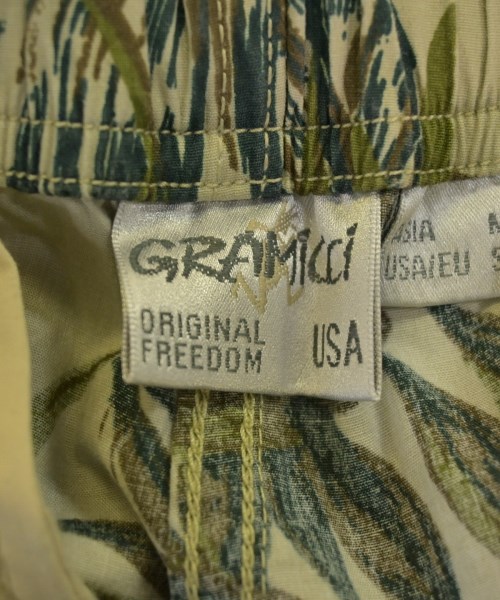 GRAMiCCi
ORIGINAL
FREEDOM
USA
ASIA M
USA/EU S